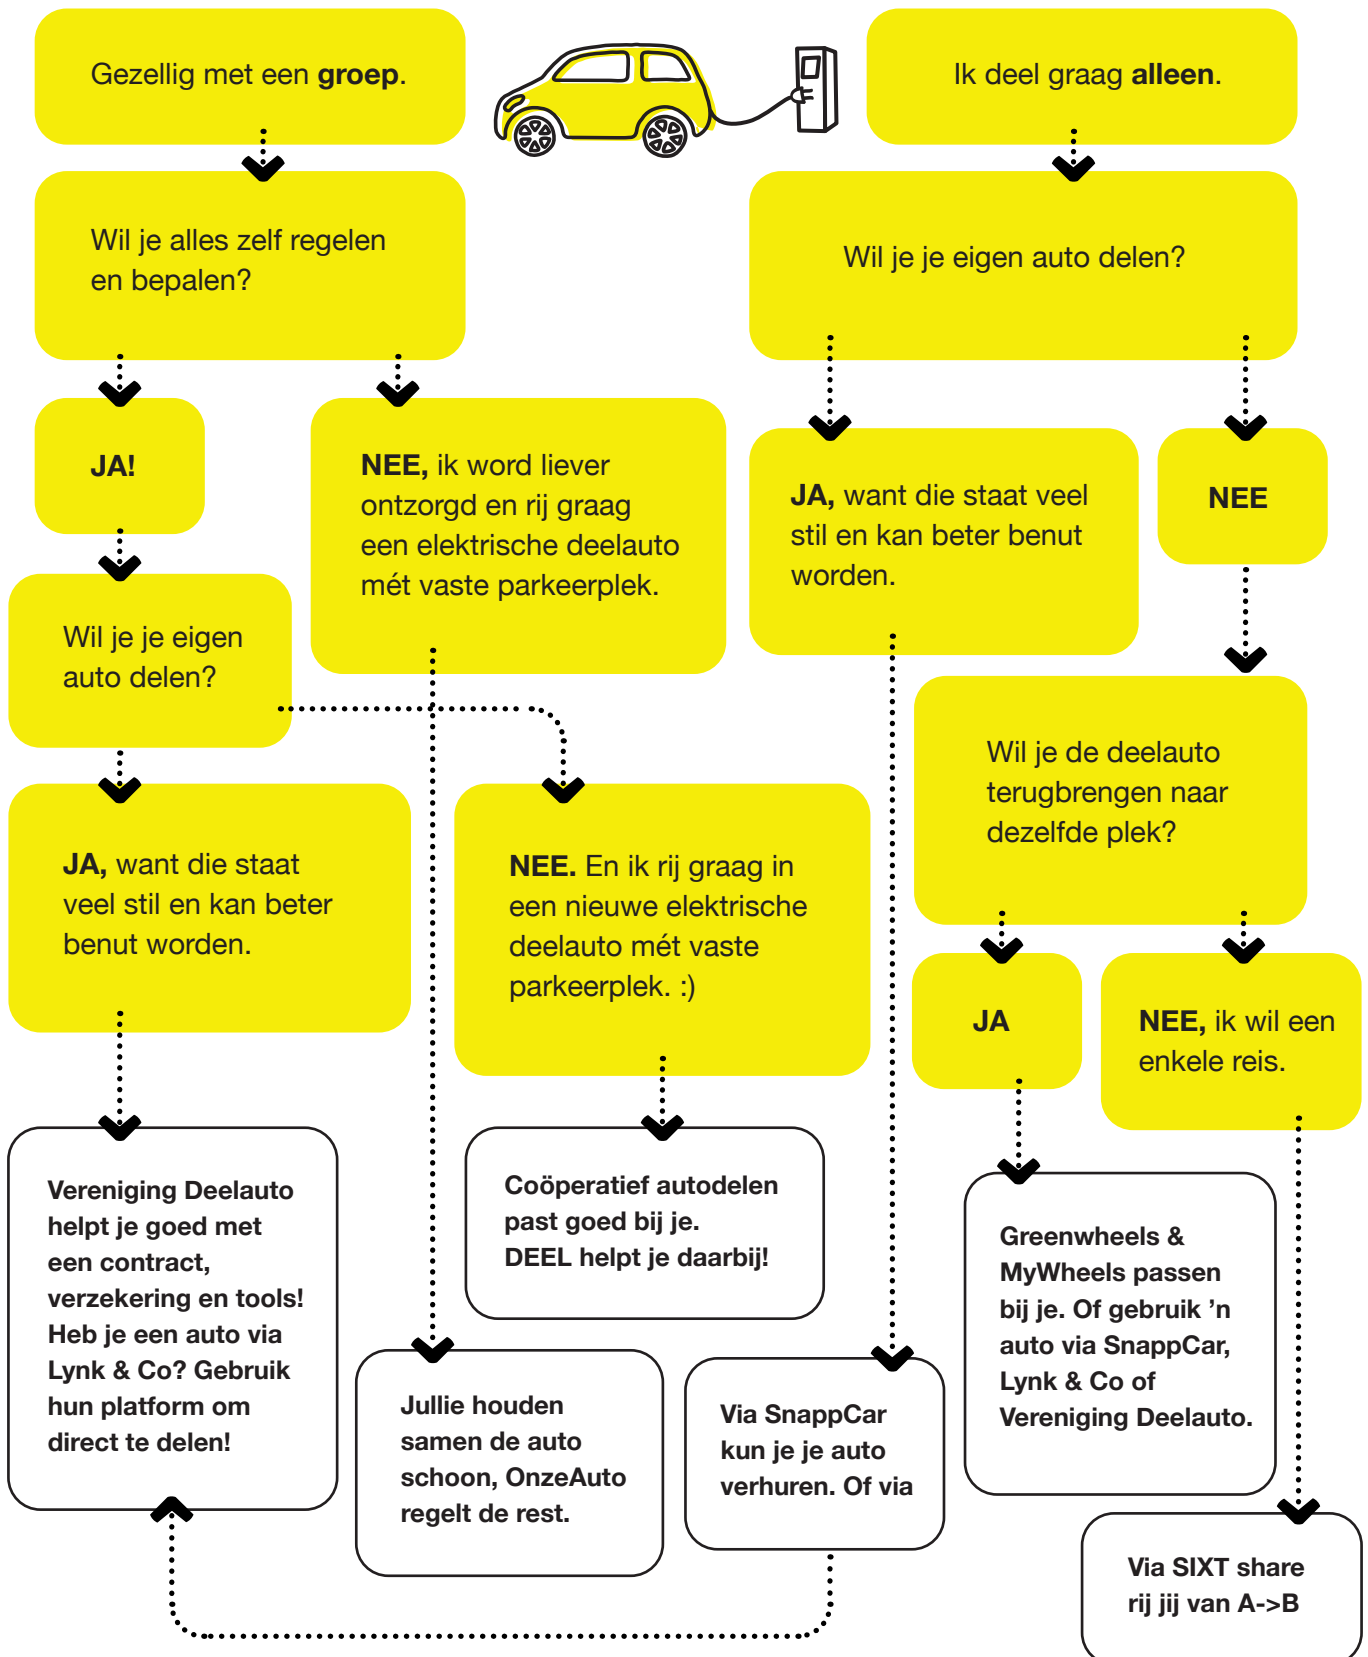 Gezellig met een groep.
Ik deel graag alleen.
Wil je alles zelf regelen
en bepalen?
Wil je je eigen auto delen?
JA!
NEE, ik word liever
ontzorgd en rij graag
een elektrische deelauto
mét vaste parkeerplek.
JA, want die staat veel
stil en kan beter benut
worden.
NEE
Wil je je eigen
auto delen?
Wil je de deelauto
terugbrengen naar
dezelfde plek?
JA, want die staat
veel stil en kan beter
benut worden.
NEE. En ik rij graag in
een nieuwe elektrische
deelauto mét vaste
parkeerplek. :)
JA
NEE, ik wil een
enkele reis.
Vereniging Deelauto
helpt je goed met
een contract,
verzekering en tools!
Heb je een auto via
Lynk & Co? Gebruik
hun platform om
direct te delen!
Coöperatief autodelen
past goed bij je.
DEEL helpt je daarbij!
Greenwheels &
MyWheels passen
bij je. Of gebruik ’n
auto via SnappCar,
Lynk & Co of
Vereniging Deelauto.
Jullie houden
samen de auto
schoon, OnzeAuto
regelt de rest.
Via SnappCar
kun je je auto
verhuren. Of via
Via SIXT share
rij jij van A->B